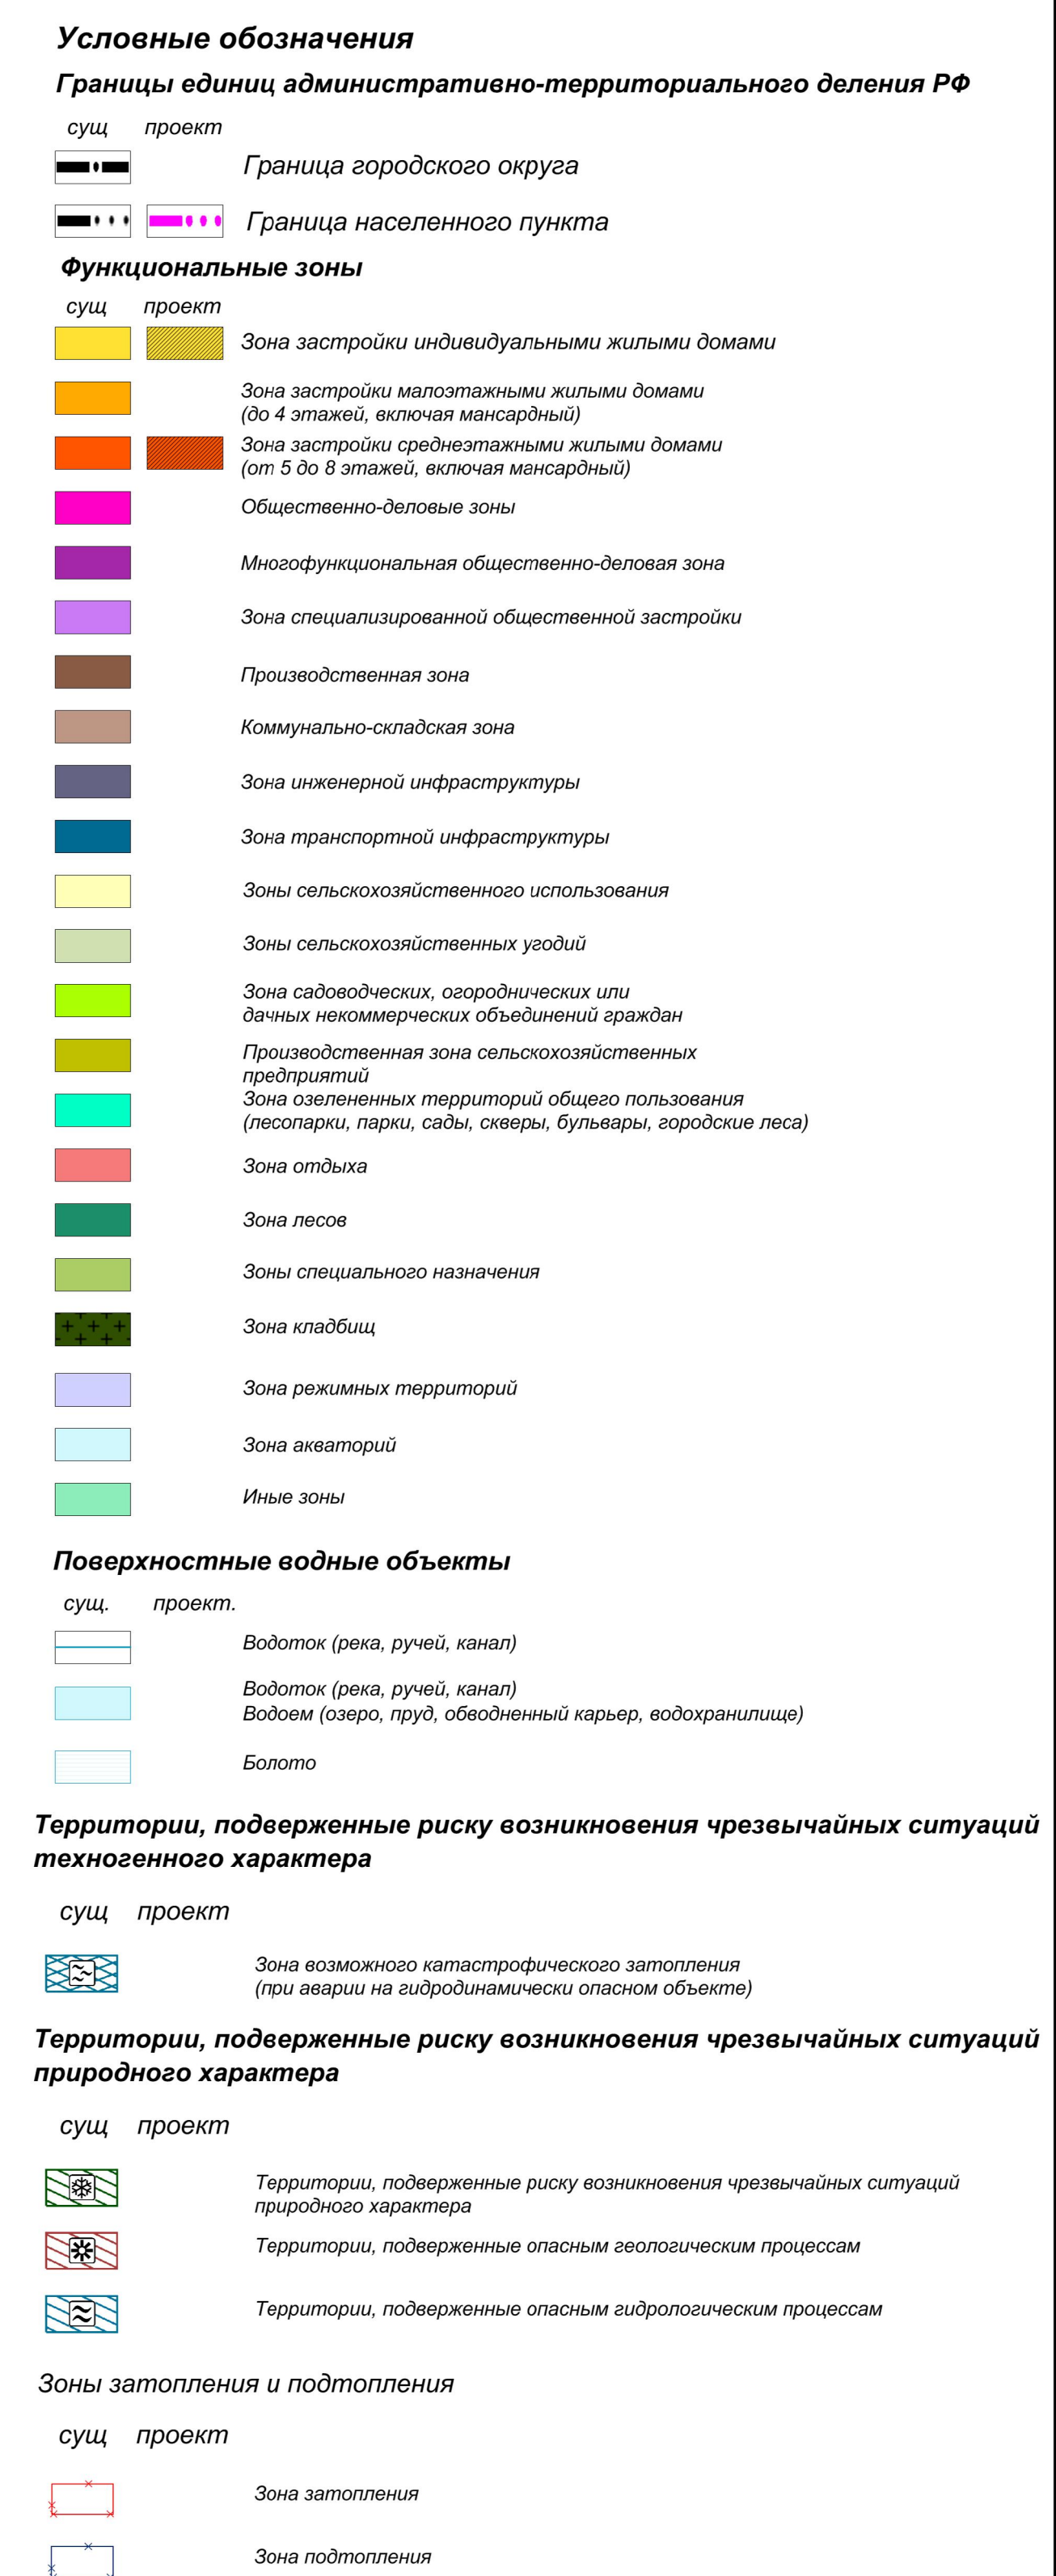 Условные обозначения
Границы единиц административно-территориального деления РФ
сущ проект
Граница городского округа
Граница населенного пункта
Функциональные зоны
сущ проект
Зона застройки индивидуальными жилыми домами
Зона застройки малоэтажными жилыми домами
(до 4 этажей, включая мансардный)
Зона застройки среднеэтажными жилыми домами
(от 5 до 8 этажей, включая мансардный)
Общественно-деловые зоны
Многофункциональная общественно-деловая зона
Зона специализированной общественной застройки
Производственная зона
Коммунально-складская зона
Зона инженерной инфраструктуры
Зона транспортной инфраструктуры
Зоны сельскохозяйственного использования
Зоны сельскохозяйственных угодий
Зона садоводческих, огороднических или
дачных некоммерческих объединений граждан
Производственная зона сельскохозяйственных
предприятий
Зона озелененных территорий общего пользования
(лесопарки, парки, сады, скверы, бульвары, городские леса)
Зона отдыха
Зона лесов
Зоны специального назначения
Зона кладбищ
Зона режимных территорий
Зона акваторий
Иные зоны
Поверхностные водные объекты
сущ. проект.
Водоток (река, ручей, канал)
Водоток (река, ручей, канал)
Водоем (озеро, пруд, обводненный карьер, водохранилище)
Болото
Территории, подверженные риску возникновения чрезвычайных ситуаций
техногенного характера
сущ проект
Зона возможного катастрофического затопления
(при аварии на гидродинамически опасном объекте)
Территории, подверженные риску возникновения чрезвычайных ситуаций
природного характера
сущ проект
Территории, подверженные риску возникновения чрезвычайных ситуаций
природного характера
Территории, подверженные опасным геологическим процессам
Территории, подверженные опасным гидрологическим процессам
Зоны затопления и подтопления
сущ проект
Зона затопления
Зона подтопления